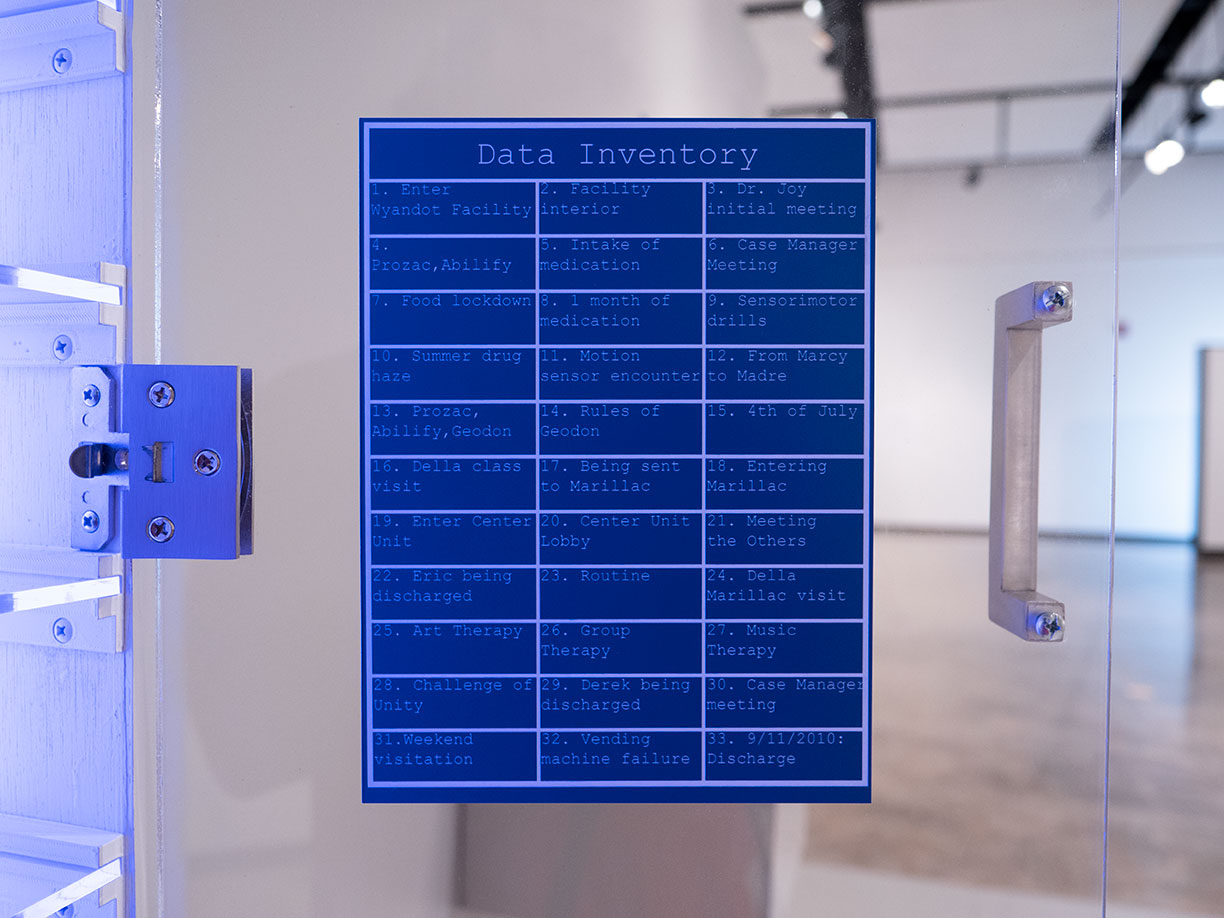 Data Inventory
1. Enter
Wyandot Facility
2. Facility
interior
3. Dr. Joy
initial meeting
4.
Prozac,Abilify
5. Intake of
medication
6. Case Manager
Meeting
7. Food lockdown
8. 1 month of
medication
9. Sensorimotor
drills
10. Summer drug
haze
11. Motion
sensor encounter
12. From Marcy
to Madre
13. Prozac,
Abilify,Geodon
14. Rules of
Geodon
15. 4th of July
16. Della class
visit
17. Being sent
to Marillac
18. Entering
Marillac
19. Enter Center
Unit
20. Center Unit
Lobby
21. Meeting
the Others
22. Eric being
discharged
23. Routine
24. Della
Marillac visit
25. Art Therapy
26. Group
Therapy
27. Music
Therapy
28. Challenge of
Unity
29. Derek being
discharged
30. Case Manager
meeting
31.Weekend
visitation
32. Vending
machine failure
33. 9/11/2010:
Discharge